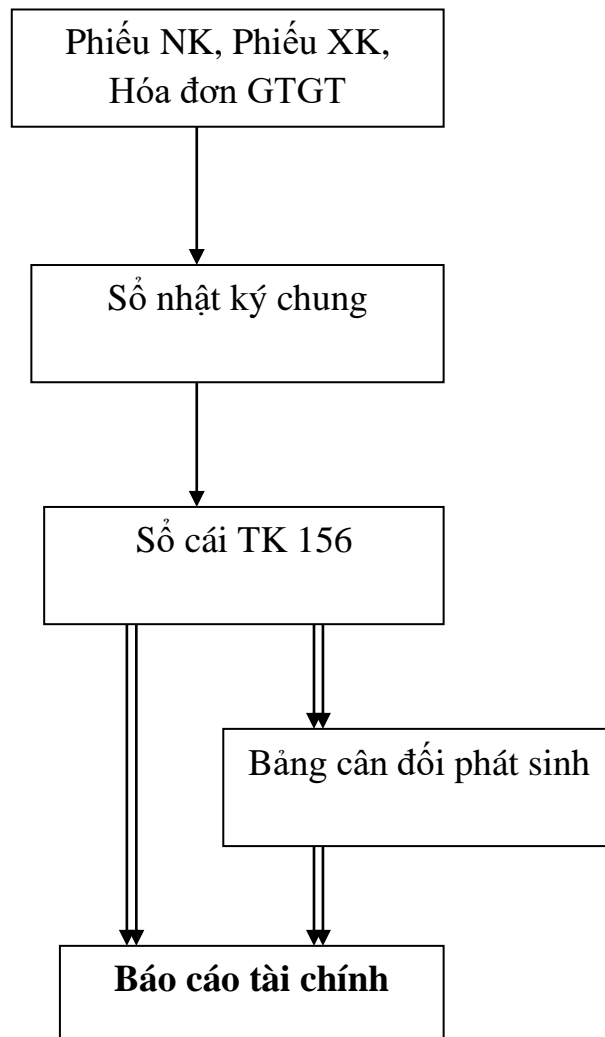 Phiếu NK, Phiếu XK,
Hóa đơn GTGT
Sổ nhật ký chung
Sổ cái TK 156
Bảng cân đối phát sinh
Báo cáo tài chính